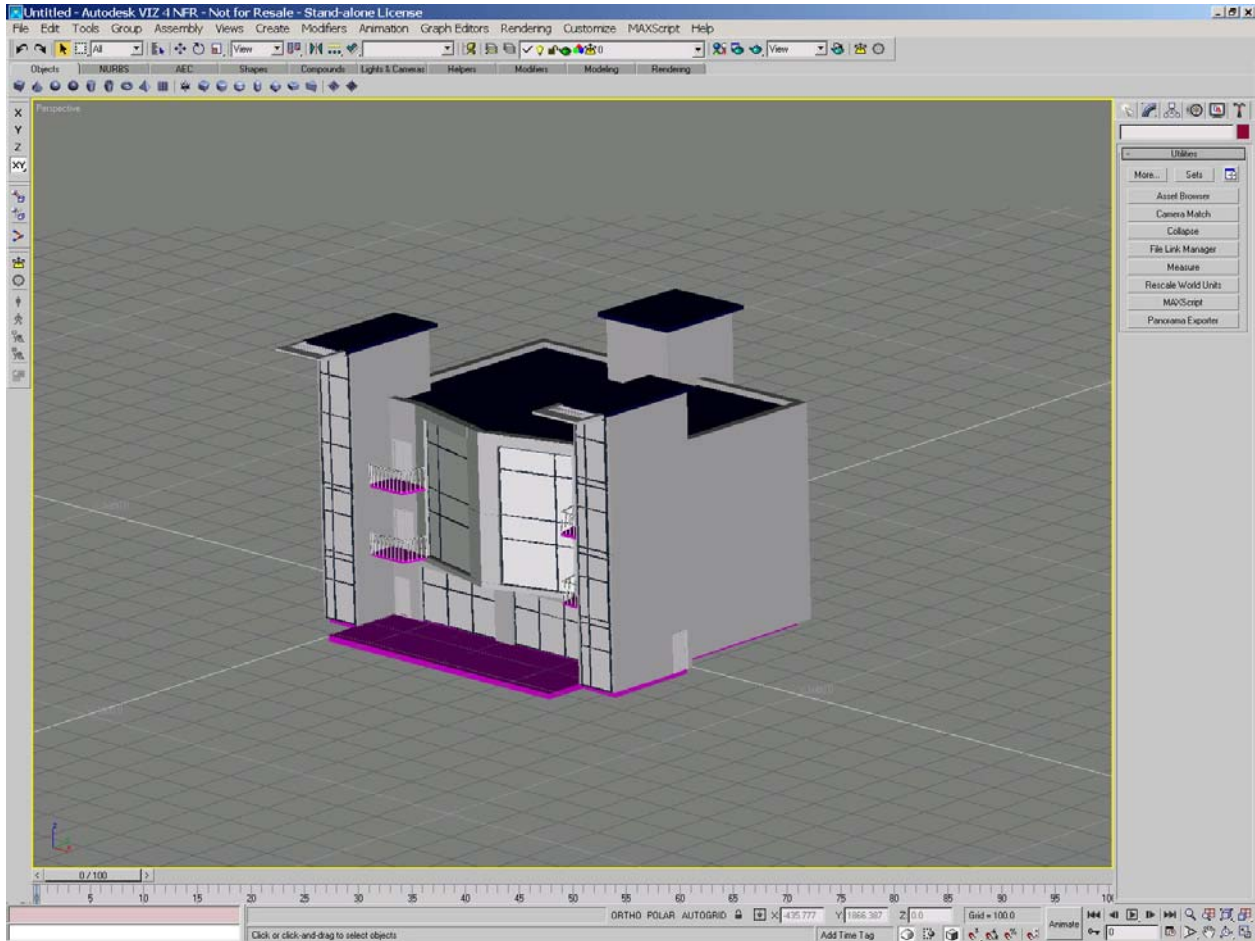 Untitled - Autodesk VIZ 4 NFR - Not for Resale - Stand-alone License
File Edit Tools Group Assembly Views Create Modifiers Animation Graph Editors Rendering Customize MAXScript Help
All View 0 View
Objects NURBS AEC Shapes Compounds Lights & Cameras Helpers Modifiers Modeling Rendering
X
Y
Z
XY
Perspective
- Utilities
More... Sets
Asset Browser
Camera Match
Collapse
File Link Manager
Measure
Rescale World Units
MAXScript
Panorama Exporter
z
< 0 / 100 >
5 10 15 20 25 30 35 40 45 50 55 60 65 70 75 80 85 90 95 100
ORTHO POLAR AUTOGRID X -435.777 Y 1866.387 Z 0.0 Grid = 100.0 Animate
Click or click-and-drag to select objects Add Time Tag 0